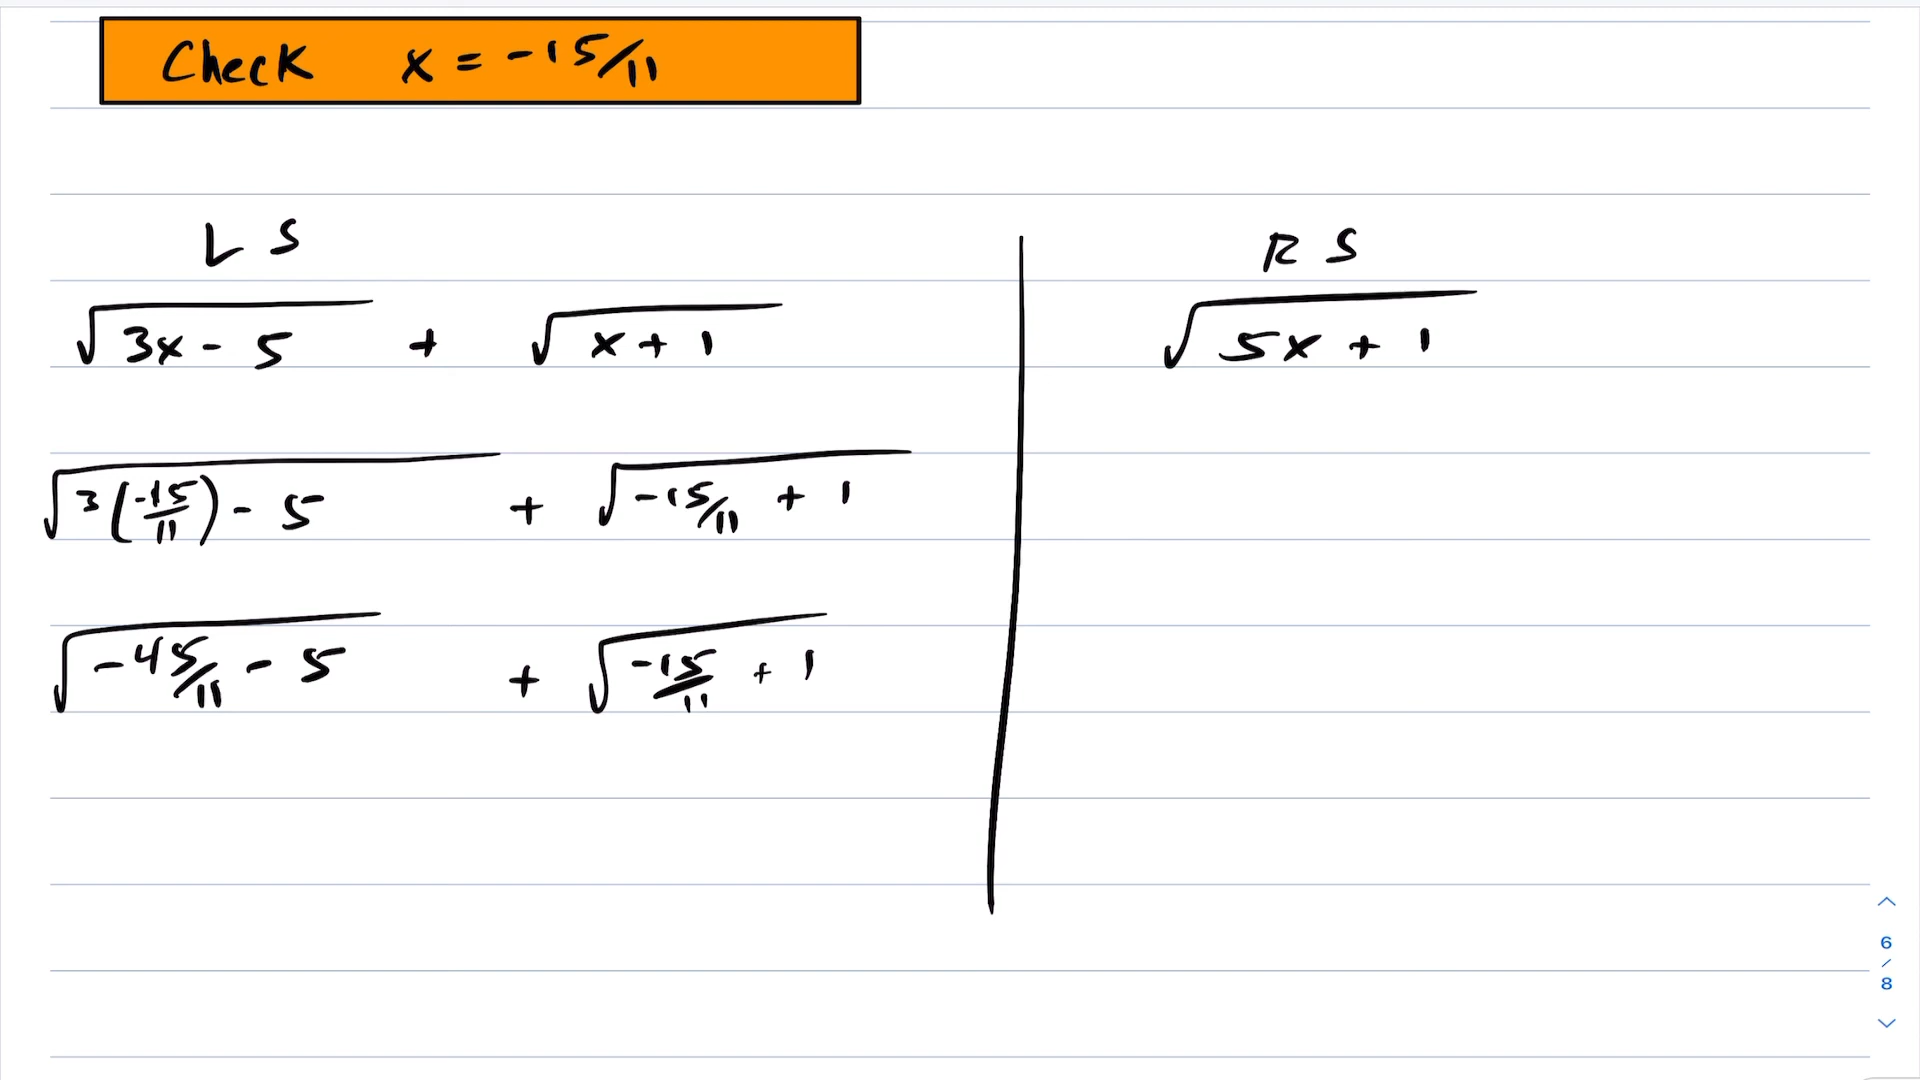 Check x = -15/11
LS
RS
√(3x - 5) + √(x + 1)
√(5x + 1)
√(3(-15/11) - 5) + √(-15/11 + 1)
√(-45/11 - 5) + √(-15/11 + 1)
6
/
8